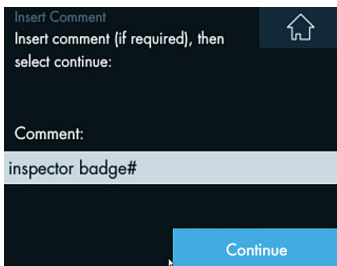 Insert Comment
Insert comment (if required), then
select continue:
Comment:
inspector badge#
Continue